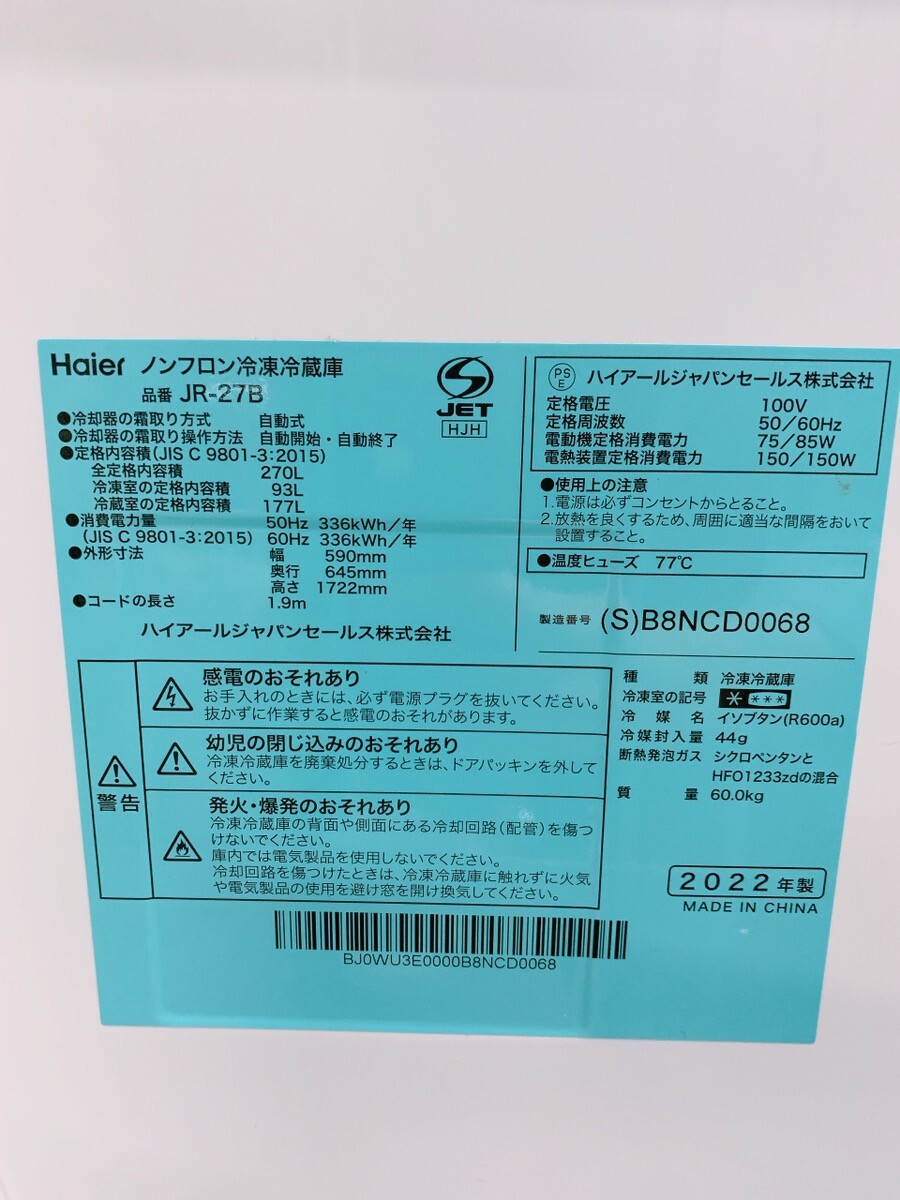 Haier ノンフロン冷凍冷蔵庫
品番 JR-27B
●冷却器の霜取り方式 自動式
●冷却器の霜取り操作方法 自動開始・自動終了
●定格内容積(JIS C 9801-3:2015)
全定格内容積 270L
冷凍室の定格内容積 93L
冷蔵室の定格内容積 177L
●消費電力量 50Hz 336kWh/年
(JIS C 9801-3:2015) 60Hz 336kWh/年
●外形寸法 幅 590mm
奥行 645mm
高さ 1722mm
●コードの長さ 1.9m
ハイアールジャパンセールス株式会社
JET
HJH
PS
E
ハイアールジャパンセールス株式会社
定格電圧 100V
定格周波数 50/60Hz
電動機定格消費電力 75/85W
電熱装置定格消費電力 150/150W
●使用上の注意
1.電源は必ずコンセントからとること。
2.放熱を良くするため、周囲に適当な間隔をおいて
設置すること。
●温度ヒューズ 77℃
製造番号 (S)B8NCD0068
警告
感電のおそれあり
お手入れのときには、必ず電源プラグを抜いてください。
抜かずに作業すると感電のおそれがあります。
幼児の閉じ込みのおそれあり
冷凍冷蔵庫を廃棄処分するときは、ドアパッキンを外して
ください。
発火・爆発のおそれあり
冷凍冷蔵庫の背面や側面にある冷却回路(配管)を傷つ
けないでください。
庫内では電気製品を使用しないでください。
冷却回路を傷つけたときは、冷凍冷蔵庫に触れずに火気
や電気製品の使用を避け窓を開け換気してください。
種類 冷凍冷蔵庫
冷凍室の記号 * ***
冷媒名 イソブタン(R600a)
冷媒封入量 44g
断熱発泡ガス シクロペンタンと
HFO1233zdの混合
質量 60.0kg
2022年製
MADE IN CHINA
BJ0WU3E0000B8NCD0068